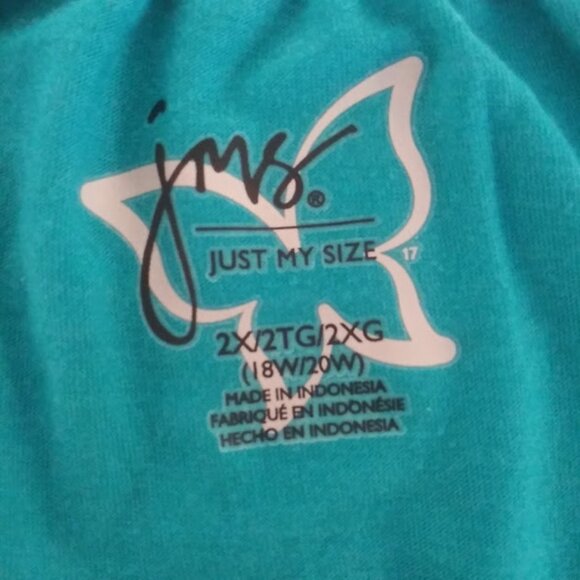 jms®
JUST MY SIZE
17
2X/2TG/2XG
(18W/20W)
MADE IN INDONESIA
FABRIQUÉ EN INDONÉSIE
HECHO EN INDONESIA